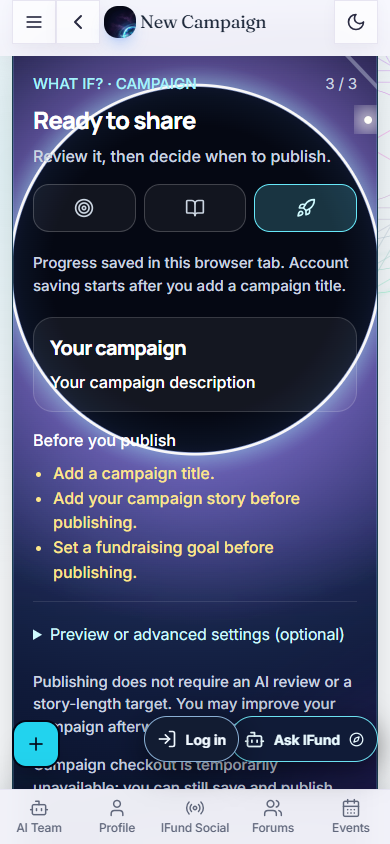 New Campaign
WHAT IF? · CAMPAIGN
3 / 3
Ready to share
Review it, then decide when to publish.
Progress saved in this browser tab. Account
saving starts after you add a campaign title.
Your campaign
Your campaign description
Before you publish
• Add a campaign title.
• Add your campaign story before
publishing.
• Set a fundraising goal before
publishing.
▶ Preview or advanced settings (optional)
Publishing does not require an AI review or a
story-length target. You may improve your
campaign
Log in
Ask IFund
Campaign checkout is temporarily
unavailable; you can still save and publish
AI Team
Profile
IFund Social
Forums
Events